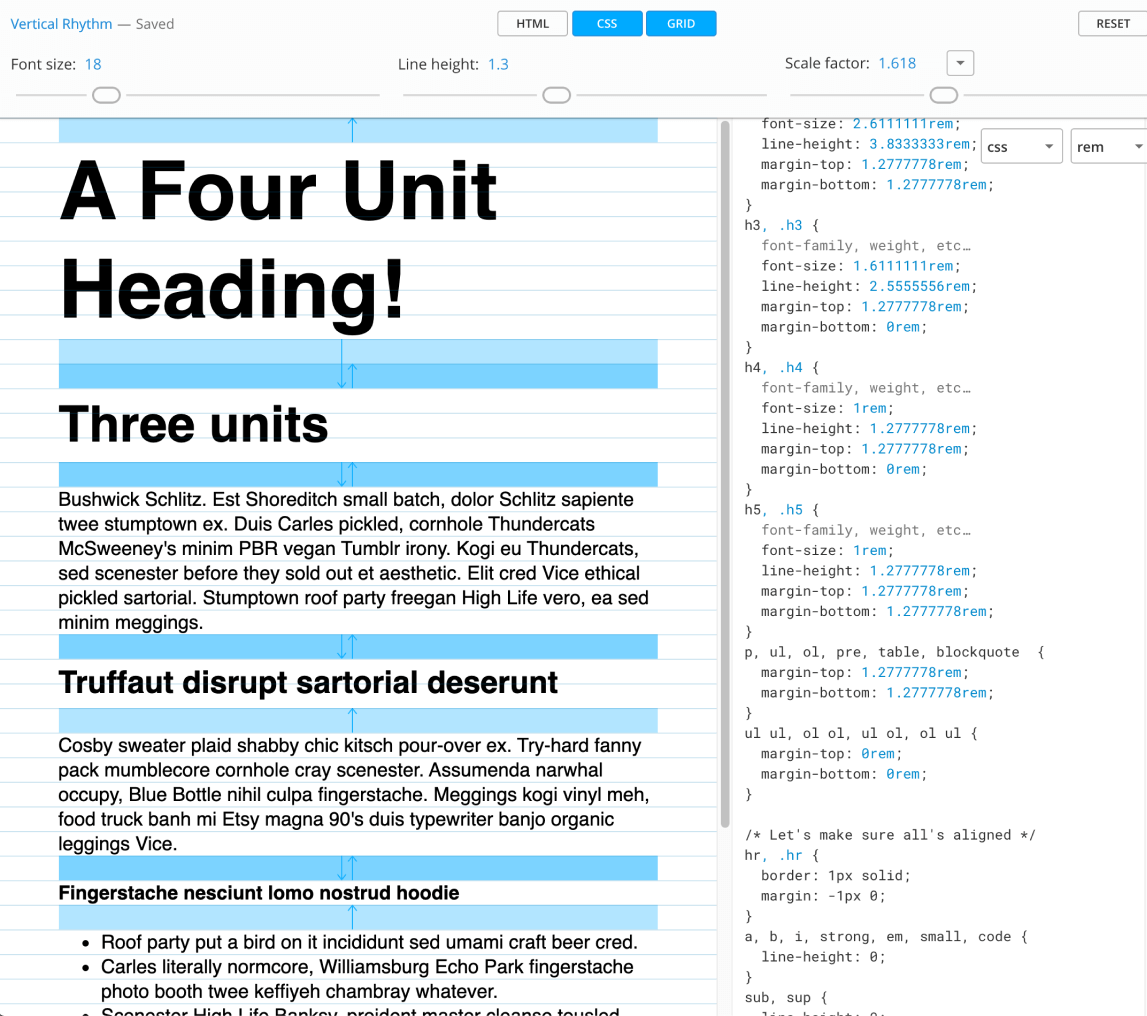 Vertical Rhythm — Saved
HTML
CSS
GRID
RESET
Font size: 18
Line height: 1.3
Scale factor: 1.618
A Four Unit
Heading!
Three units
Bushwick Schlitz. Est Shoreditch small batch, dolor Schlitz sapiente
twee stumptown ex. Duis Carles pickled, cornhole Thundercats
McSweeney's minim PBR vegan Tumblr irony. Kogi eu Thundercats,
sed scenester before they sold out et aesthetic. Elit cred Vice ethical
pickled sartorial. Stumptown roof party freegan High Life vero, ea sed
minim meggings.
Truffaut disrupt sartorial deserunt
Cosby sweater plaid shabby chic kitsch pour-over ex. Try-hard fanny
pack mumblecore cornhole cray scenester. Assumenda narwhal
occupy, Blue Bottle nihil culpa fingerstache. Meggings kogi vinyl meh,
food truck banh mi Etsy magna 90's duis typewriter banjo organic
leggings Vice.
Fingerstache nesciunt lomo nostrud hoodie
• Roof party put a bird on it incididunt sed umami craft beer cred.
• Carles literally normcore, Williamsburg Echo Park fingerstache
photo booth twee keffiyeh chambray whatever.
• Scenester High Life Banksy, proident master cleanse tousled
font-size: 2.6111111rem;
line-height: 3.8333333rem;
margin-top: 1.2777778rem;
margin-bottom: 1.2777778rem;
}
css
rem
h3, .h3 {
font-family, weight, etc…
font-size: 1.6111111rem;
line-height: 2.5555556rem;
margin-top: 1.2777778rem;
margin-bottom: 0rem;
}
h4, .h4 {
font-family, weight, etc…
font-size: 1rem;
line-height: 1.2777778rem;
margin-top: 1.2777778rem;
margin-bottom: 0rem;
}
h5, .h5 {
font-family, weight, etc…
font-size: 1rem;
line-height: 1.2777778rem;
margin-top: 1.2777778rem;
margin-bottom: 1.2777778rem;
}
p, ul, ol, pre, table, blockquote {
margin-top: 1.2777778rem;
margin-bottom: 1.2777778rem;
}
ul ul, ol ol, ul ol, ol ul {
margin-top: 0rem;
margin-bottom: 0rem;
}
/* Let's make sure all's aligned */
hr, .hr {
border: 1px solid;
margin: -1px 0;
}
a, b, i, strong, em, small, code {
line-height: 0;
}
sub, sup {
line-height: 0;